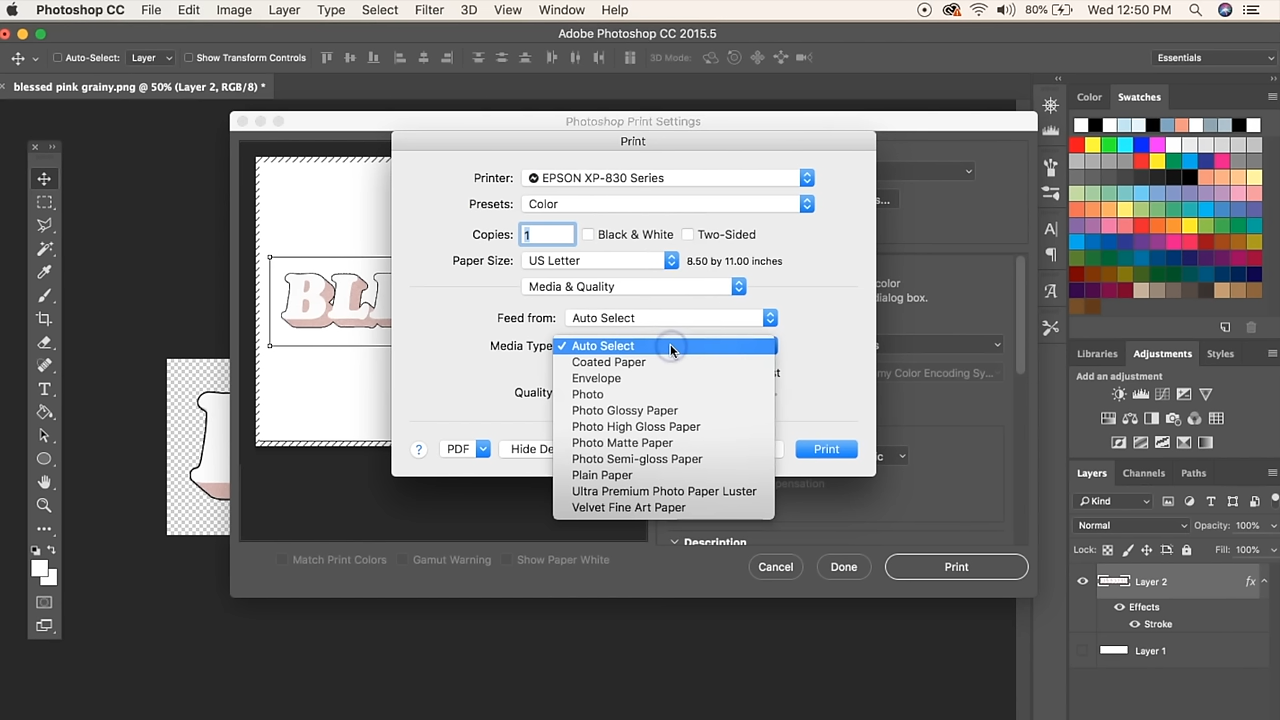 Photoshop CC File Edit Image Layer Type Select Filter 3D View Window Help 80% Wed 12:50 PM
Adobe Photoshop CC 2015.5
Auto-Select: Layer Show Transform Controls 3D Mode: Essentials
blessed pink grainy.png @ 50% (Layer 2, RGB/8) *
Color Swatches
Photoshop Print Settings
Print
Printer: EPSON XP-830 Series
Presets: Color
Copies: 1 Black & White Two-Sided
Paper Size: US Letter 8.50 by 11.00 inches
Media & Quality
Feed from: Auto Select
Media Type ✓ Auto Select
Coated Paper
Envelope
Photo
Photo Glossy Paper
Photo High Gloss Paper
Photo Matte Paper
Photo Semi-gloss Paper
Plain Paper
Ultra Premium Photo Paper Luster
Velvet Fine Art Paper
Quality
? PDF Hide De Print
BL
color
dialog box.
my Color Encoding Sy...
Description
Match Print Colors Gamut Warning Show Paper White
Cancel Done Print
Libraries Adjustments Styles
Add an adjustment
Layers Channels Paths
Kind
Normal Opacity: 100%
Lock: Fill: 100%
Layer 2 fx
Effects
Stroke
Layer 1